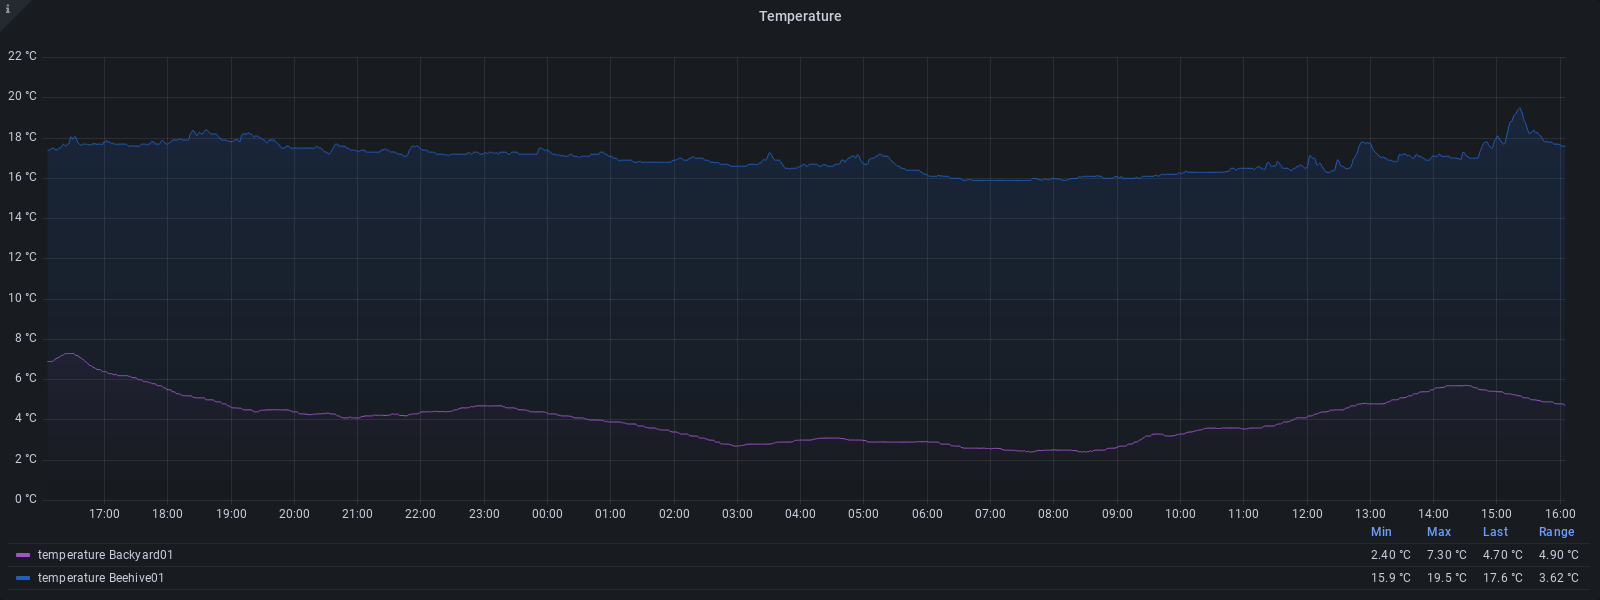 i
Temperature
22 °C
20 °C
18 °C
16 °C
14 °C
12 °C
10 °C
8 °C
6 °C
4 °C
2 °C
0 °C
17:00 18:00 19:00 20:00 21:00 22:00 23:00 00:00 01:00 02:00 03:00 04:00 05:00 06:00 07:00 08:00 09:00 10:00 11:00 12:00 13:00 14:00 15:00 16:00
Min Max Last Range
temperature Backyard01 2.40 °C 7.30 °C 4.70 °C 4.90 °C
temperature Beehive01 15.9 °C 19.5 °C 17.6 °C 3.62 °C